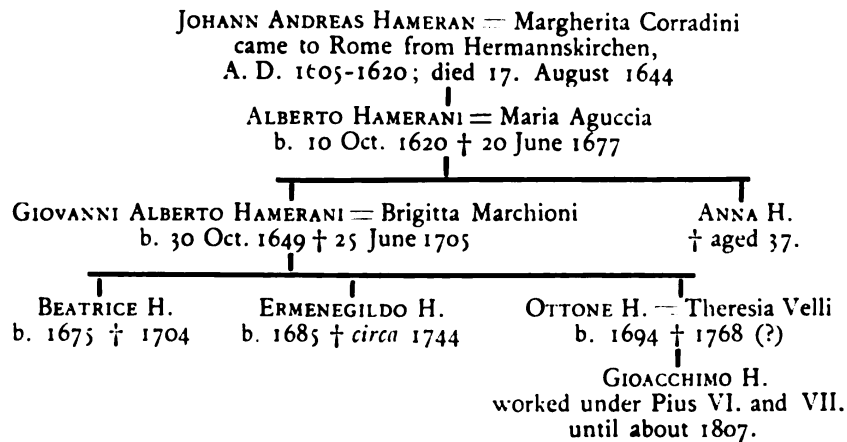 JOHANN ANDREAS HAMERAN = Margherita Corradini
came to Rome from Hermannskirchen,
A. D. 1605-1620; died 17. August 1644
ALBERTO HAMERANI = Maria Aguccia
b. 10 Oct. 1620 † 20 June 1677
GIOVANNI ALBERTO HAMERANI = Brigitta Marchioni
b. 30 Oct. 1649 † 25 June 1705
ANNA H.
† aged 37.
BEATRICE H.
b. 1675 † 1704
ERMENEGILDO H.
b. 1685 † circa 1744
OTTONE H. = Theresia Velli
b. 1694 † 1768 (?)
GIOACCHIMO H.
worked under Pius VI. and VII.
until about 1807.